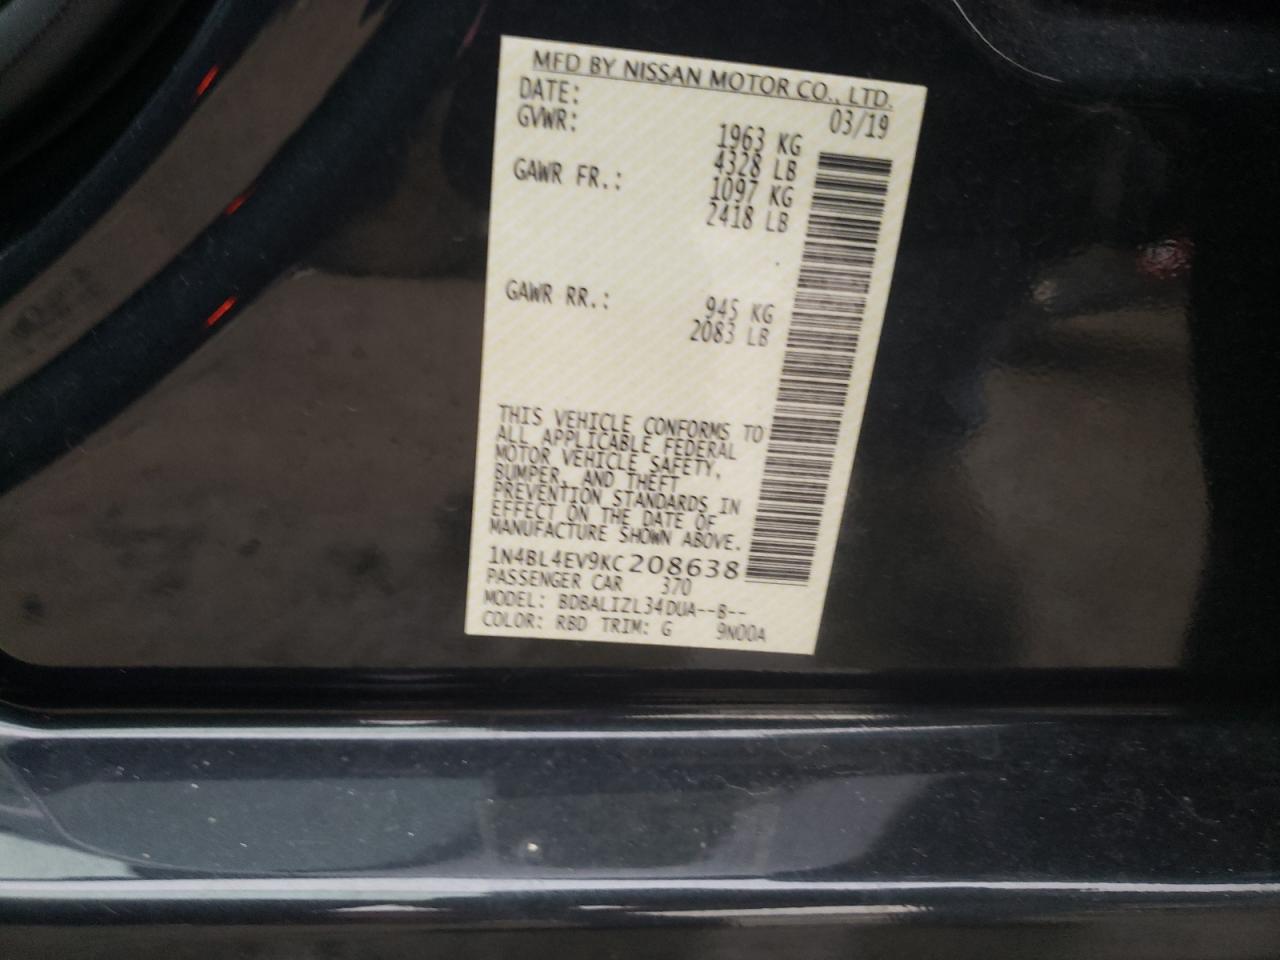 MFD BY NISSAN MOTOR CO., LTD.
DATE: 03/19
GVWR: 1963 KG
4328 LB
GAWR FR.: 1097 KG
2418 LB
GAWR RR.: 945 KG
2083 LB
THIS VEHICLE CONFORMS TO
ALL APPLICABLE FEDERAL
MOTOR VEHICLE SAFETY,
BUMPER, AND THEFT
PREVENTION STANDARDS IN
EFFECT ON THE DATE OF
MANUFACTURE SHOWN ABOVE.
1N4BL4EV9KC208638
PASSENGER CAR 370
MODEL: BDBALIZL34DUA--B--
COLOR: RBD TRIM: G 9N00A